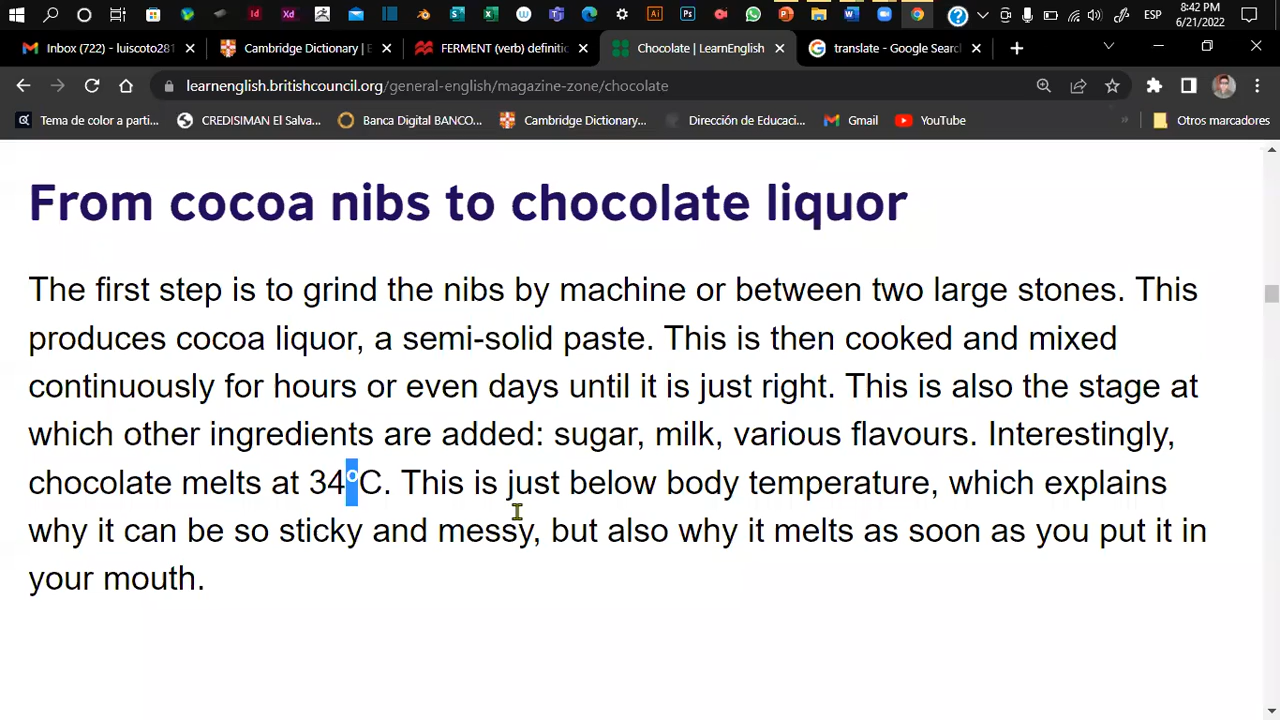 8:42 PM
ESP
6/21/2022
Inbox (722) - luiscoto281
Cambridge Dictionary | E
FERMENT (verb) definitic
Chocolate | LearnEnglish
translate - Google Searc
learnenglish.britishcouncil.org/general-english/magazine-zone/chocolate
Tema de color a parti...
CREDISIMAN El Salva...
Banca Digital BANCO...
Cambridge Dictionary...
Dirección de Educaci...
Gmail
YouTube
Otros marcadores
From cocoa nibs to chocolate liquor
The first step is to grind the nibs by machine or between two large stones. This
produces cocoa liquor, a semi-solid paste. This is then cooked and mixed
continuously for hours or even days until it is just right. This is also the stage at
which other ingredients are added: sugar, milk, various flavours. Interestingly,
chocolate melts at 34ºC. This is just below body temperature, which explains
why it can be so sticky and messy, but also why it melts as soon as you put it in
your mouth.